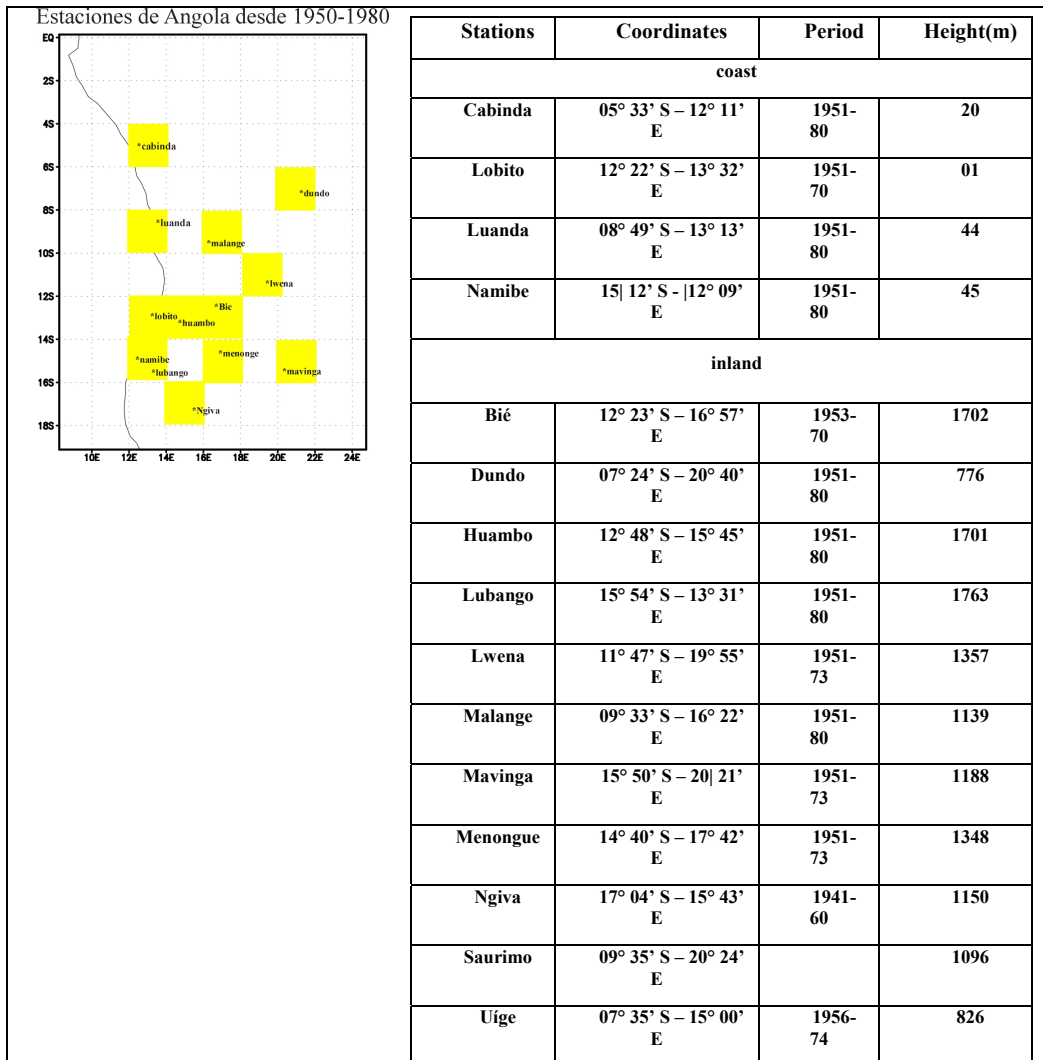 Estaciones de Angola desde 1950-1980
EQ
2S
4S
6S
8S
10S
12S
14S
16S
18S
10E 12E 14E 16E 18E 20E 22E 24E
*cabinda
*dundo
*luanda
*malange
*lwena
*Bie
*lobito
*huambo
*menonge
*namibe
*lubango
*mavinga
*Ngiva
Stations Coordinates Period Height(m)
coast
Cabinda 05° 33’ S – 12° 11’ 1951- 20
E 80
Lobito 12° 22’ S – 13° 32’ 1951- 01
E 70
Luanda 08° 49’ S – 13° 13’ 1951- 44
E 80
Namibe 15| 12’ S - |12° 09’ 1951- 45
E 80
inland
Bié 12° 23’ S – 16° 57’ 1953- 1702
E 70
Dundo 07° 24’ S – 20° 40’ 1951- 776
E 80
Huambo 12° 48’ S – 15° 45’ 1951- 1701
E 80
Lubango 15° 54’ S – 13° 31’ 1951- 1763
E 80
Lwena 11° 47’ S – 19° 55’ 1951- 1357
E 73
Malange 09° 33’ S – 16° 22’ 1951- 1139
E 80
Mavinga 15° 50’ S – 20| 21’ 1951- 1188
E 73
Menongue 14° 40’ S – 17° 42’ 1951- 1348
E 73
Ngiva 17° 04’ S – 15° 43’ 1941- 1150
E 60
Saurimo 09° 35’ S – 20° 24’ 1096
E
Uíge 07° 35’ S – 15° 00’ 1956- 826
E 74